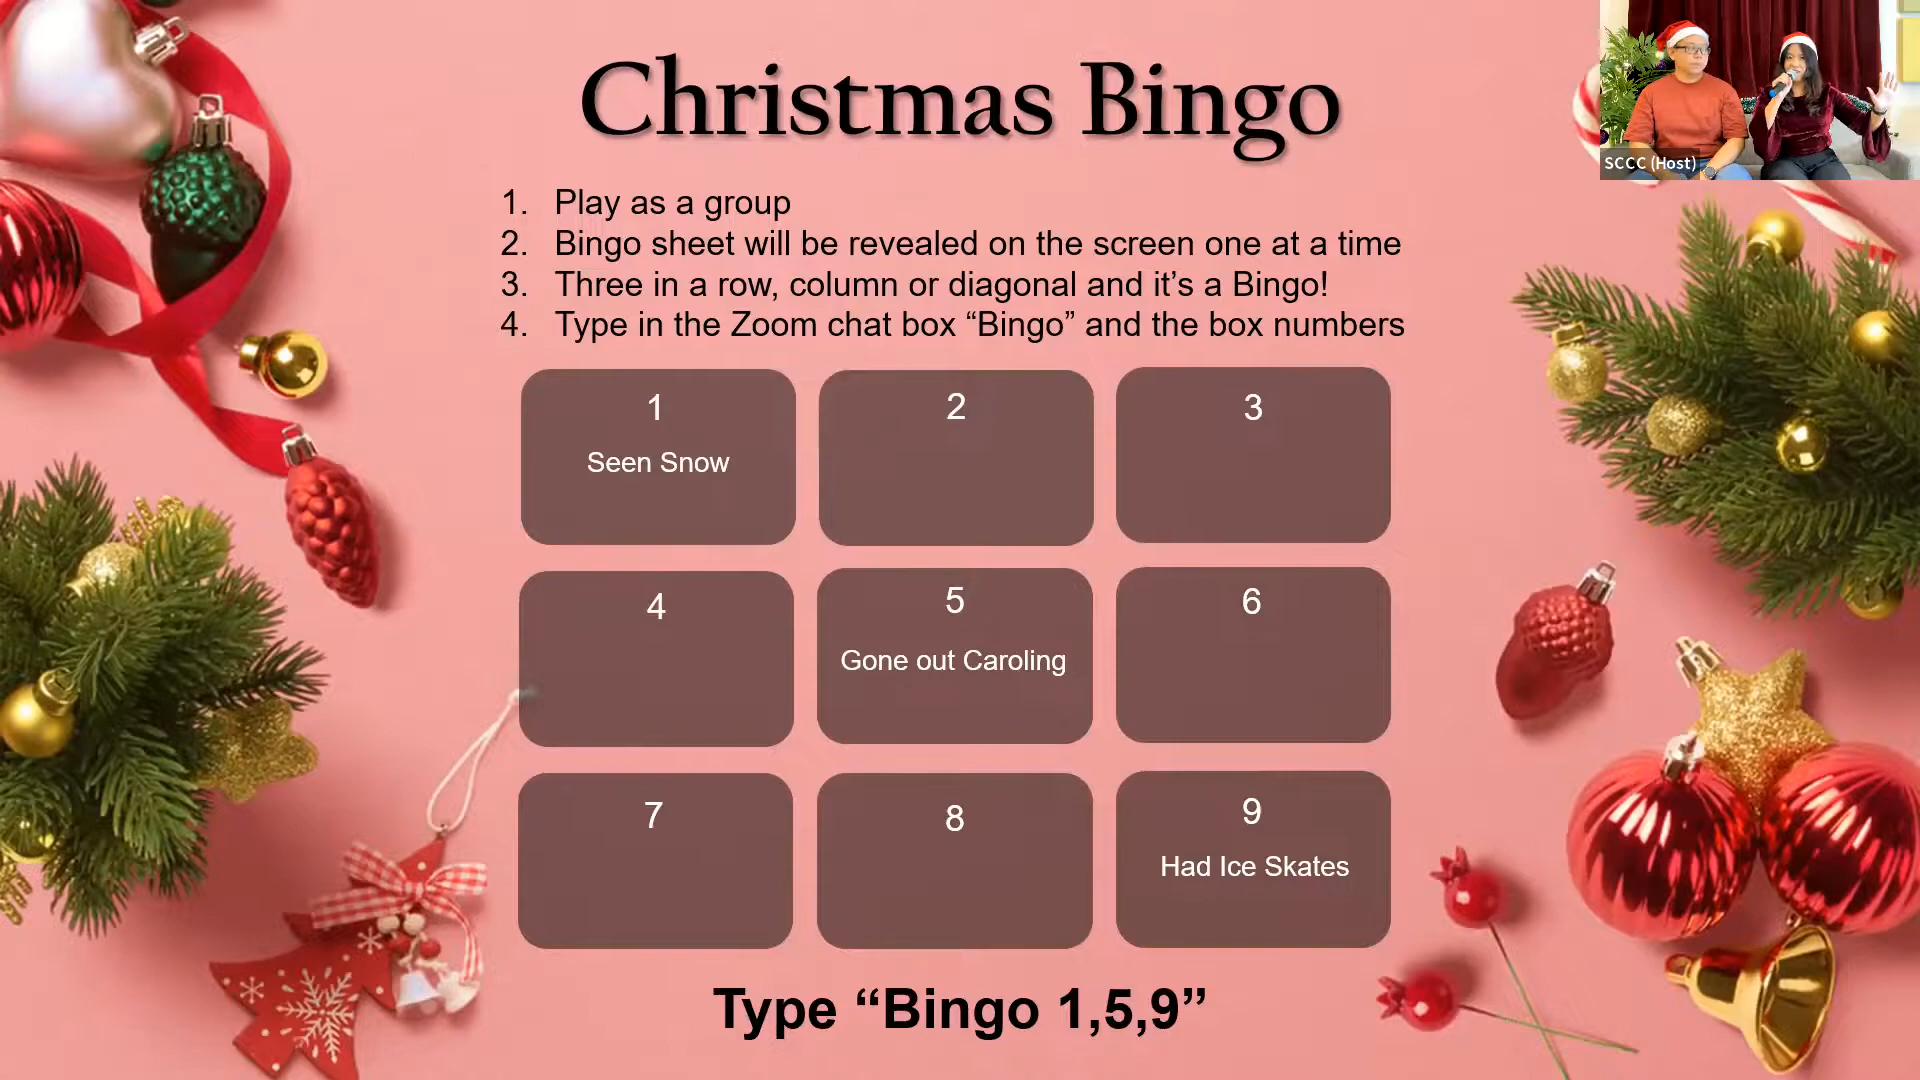 Christmas Bingo
SCCC (Host)
1. Play as a group
2. Bingo sheet will be revealed on the screen one at a time
3. Three in a row, column or diagonal and it’s a Bingo!
4. Type in the Zoom chat box “Bingo” and the box numbers
1
Seen Snow
2
3
4
5
Gone out Caroling
6
7
8
9
Had Ice Skates
Type “Bingo 1,5,9”